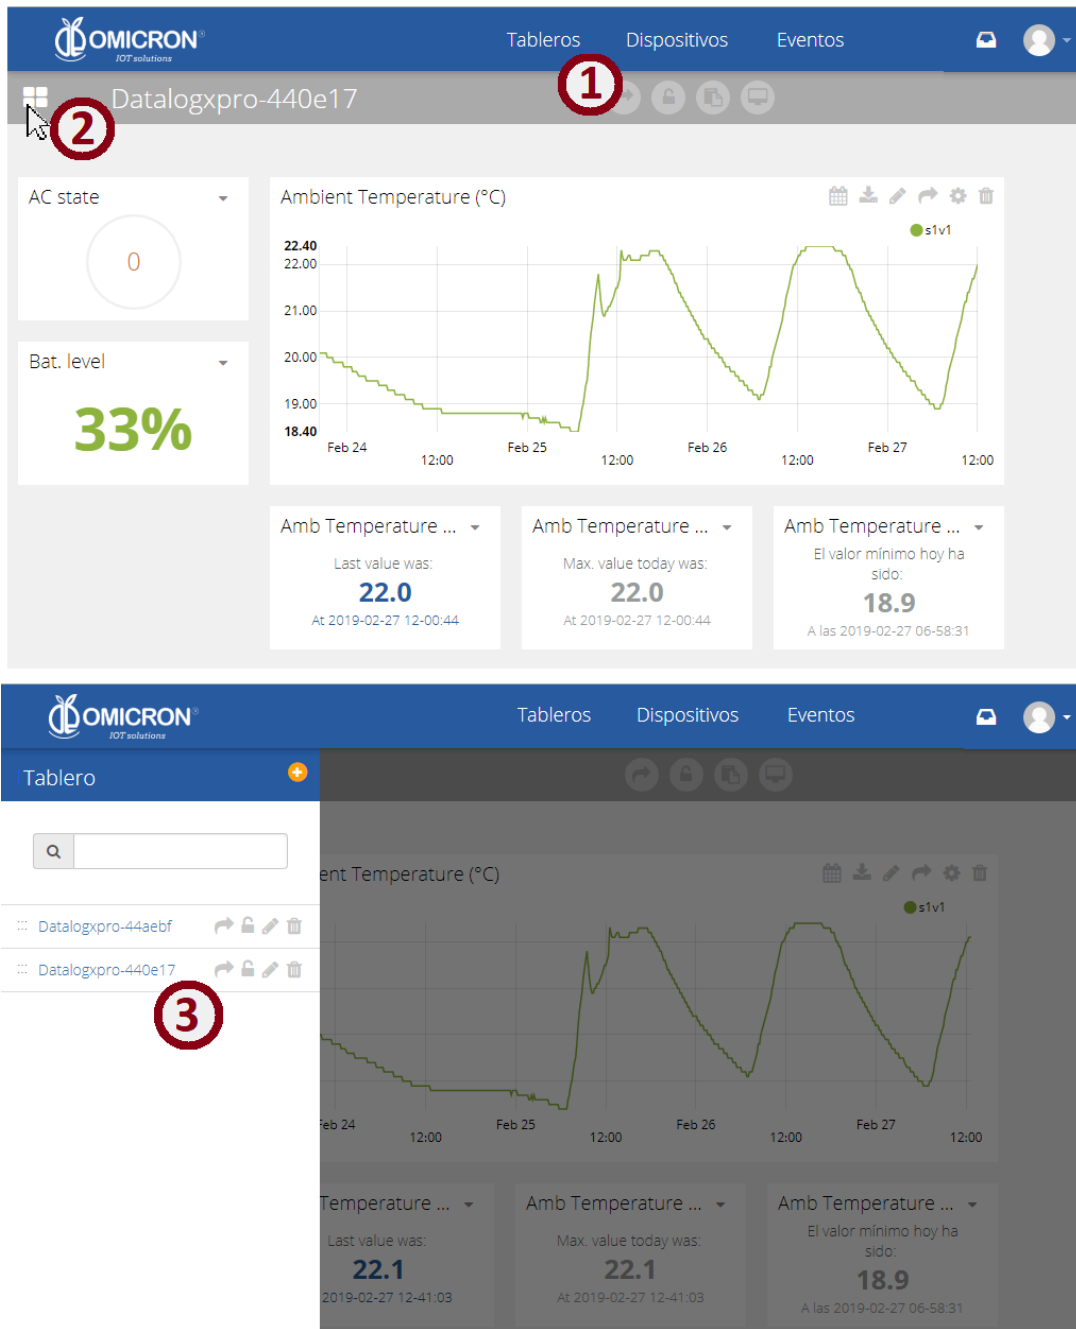 OMICRON®
IOT solutions
Tableros Dispositivos Eventos
1
Datalogxpro-440e17
2
AC state
0
Bat. level
33%
Ambient Temperature (°C)
s1v1
22.40
22.00
21.00
20.00
19.00
18.40
Feb 24 12:00 Feb 25 12:00 Feb 26 12:00 Feb 27 12:00
Amb Temperature ...
Last value was:
22.0
At 2019-02-27 12-00:44
Amb Temperature ...
Max. value today was:
22.0
At 2019-02-27 12-00:44
Amb Temperature ...
El valor mínimo hoy ha
sido:
18.9
A las 2019-02-27 06-58:31
OMICRON®
IOT solutions
Tableros Dispositivos Eventos
Tablero
Datalogxpro-44aebf
Datalogxpro-440e17
3
ent Temperature (°C)
s1v1
Feb 24 12:00 Feb 25 12:00 Feb 26 12:00 Feb 27 12:00
Temperature ...
Last value was:
22.1
2019-02-27 12-41:03
Amb Temperature ...
Max. value today was:
22.1
At 2019-02-27 12-41:03
Amb Temperature ...
El valor mínimo hoy ha
sido:
18.9
A las 2019-02-27 06-58:31